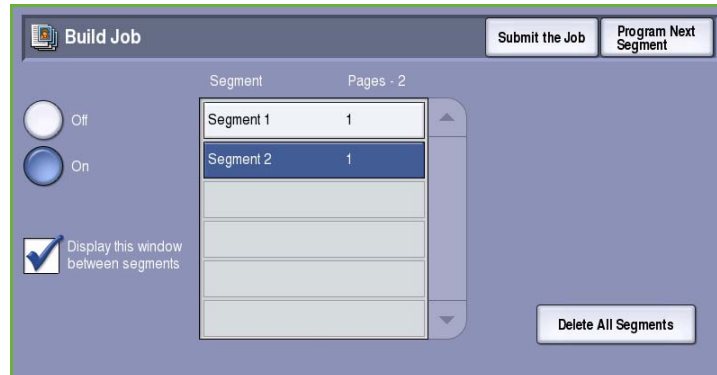 Build Job
Submit the Job
Program Next
Segment
Segment Pages - 2
Off
On
Segment 1 1
Segment 2 1
Display this window
between segments
Delete All Segments